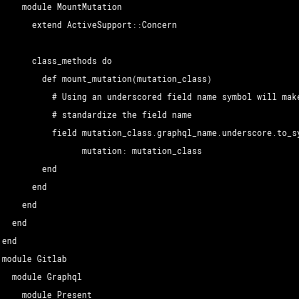 module MountMutation
extend ActiveSupport::Concern
class_methods do
def mount_mutation(mutation_class)
# Using an underscored field name symbol will make
# standardize the field name
field mutation_class.graphql_name.underscore.to_sy
mutation: mutation_class
end
end
end
end
end
module Gitlab
module Graphql
module Present